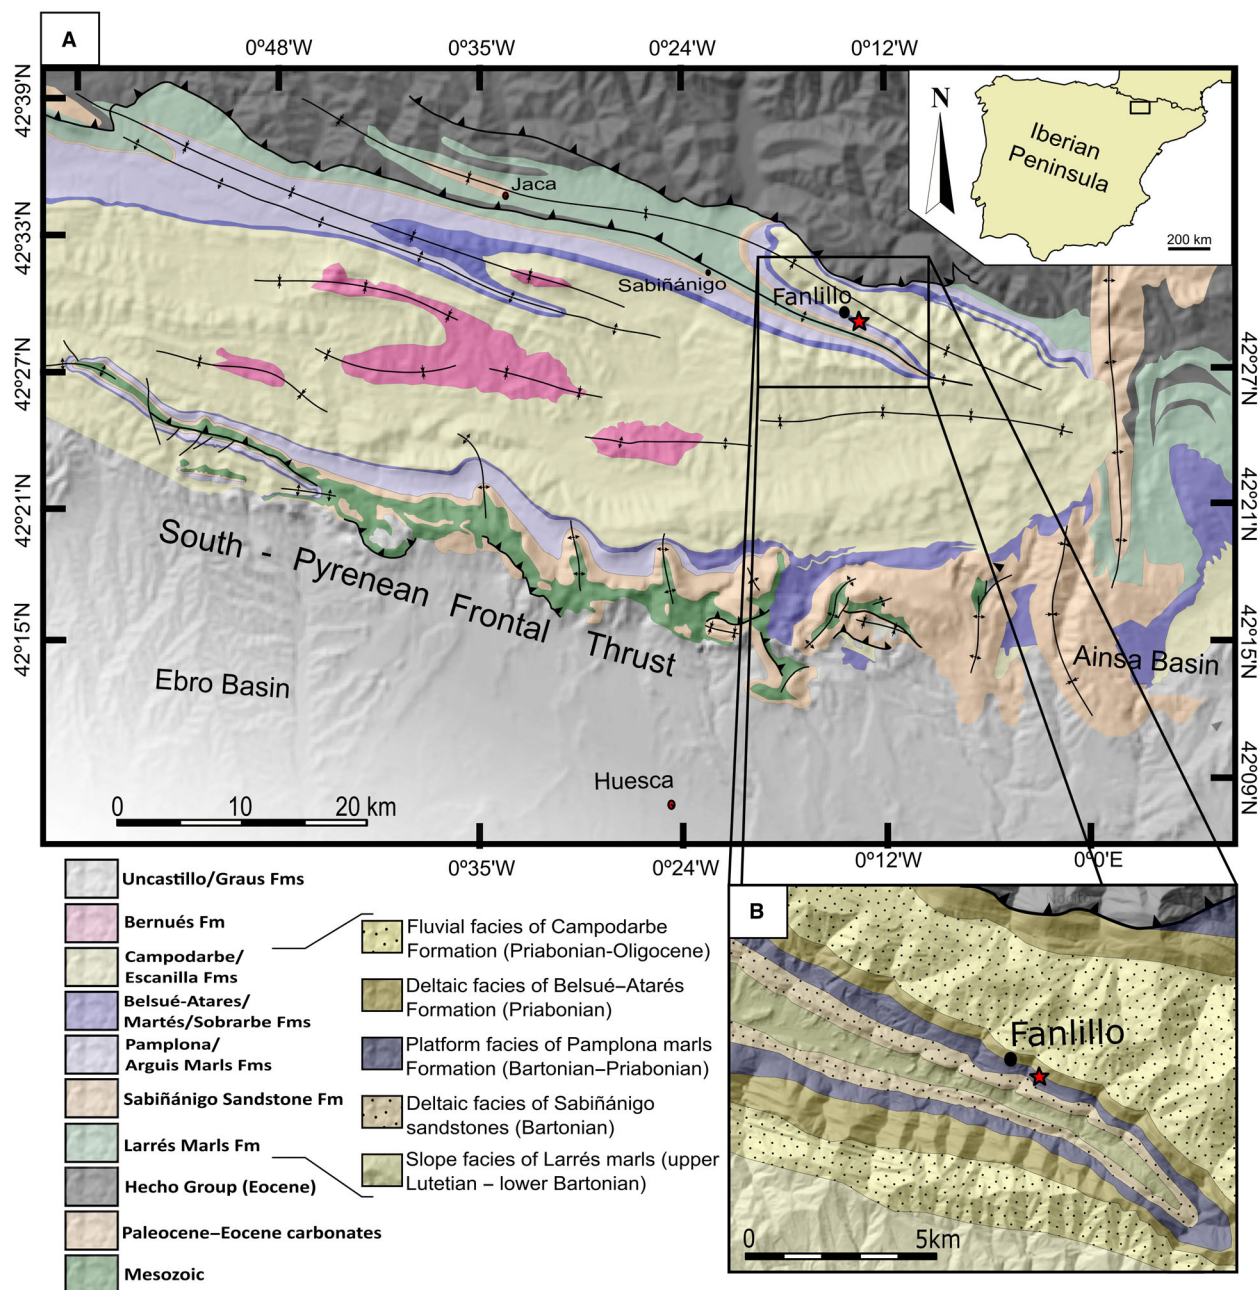 A
0º48'W
0º35'W
0º24'W
0º12'W
42º39'N
42º33'N
42º27'N
42º21'N
42º15'N
N
Iberian
Peninsula
200 km
Jaca
Sabiñánigo
Fanlillo
42º27'N
42º21'N
42º15'N
42º09'N
South - Pyrenean Frontal Thrust
Ainsa Basin
Ebro Basin
Huesca
0 10 20 km
0º35'W
0º24'W
0º12'W
0º0'E
Uncastillo/Graus Fms
Bernués Fm
Campodarbe/
Escanilla Fms
Belsué-Atares/
Martés/Sobrarbe Fms
Pamplona/
Arguis Marls Fms
Sabiñánigo Sandstone Fm
Larrés Marls Fm
Hecho Group (Eocene)
Paleocene–Eocene carbonates
Mesozoic
Fluvial facies of Campodarbe
Formation (Priabonian-Oligocene)
Deltaic facies of Belsué–Atarés
Formation (Priabonian)
Platform facies of Pamplona marls
Formation (Bartonian–Priabonian)
Deltaic facies of Sabiñánigo
sandstones (Bartonian)
Slope facies of Larrés marls (upper
Lutetian – lower Bartonian)
B
Fanlillo
0 5km